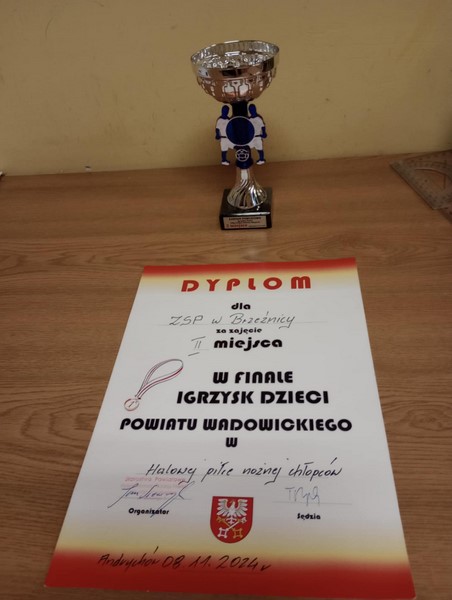 DYPLOM
dla
ZSP w Brzeźnicy
za zajęcie
II miejsca
W FINALE
IGRZYSK DZIECI
POWIATU WADOWICKIEGO
W
Halowej piłce nożnej chłopców
Organizator
Sędzia
Andrychów 08.11.2024r